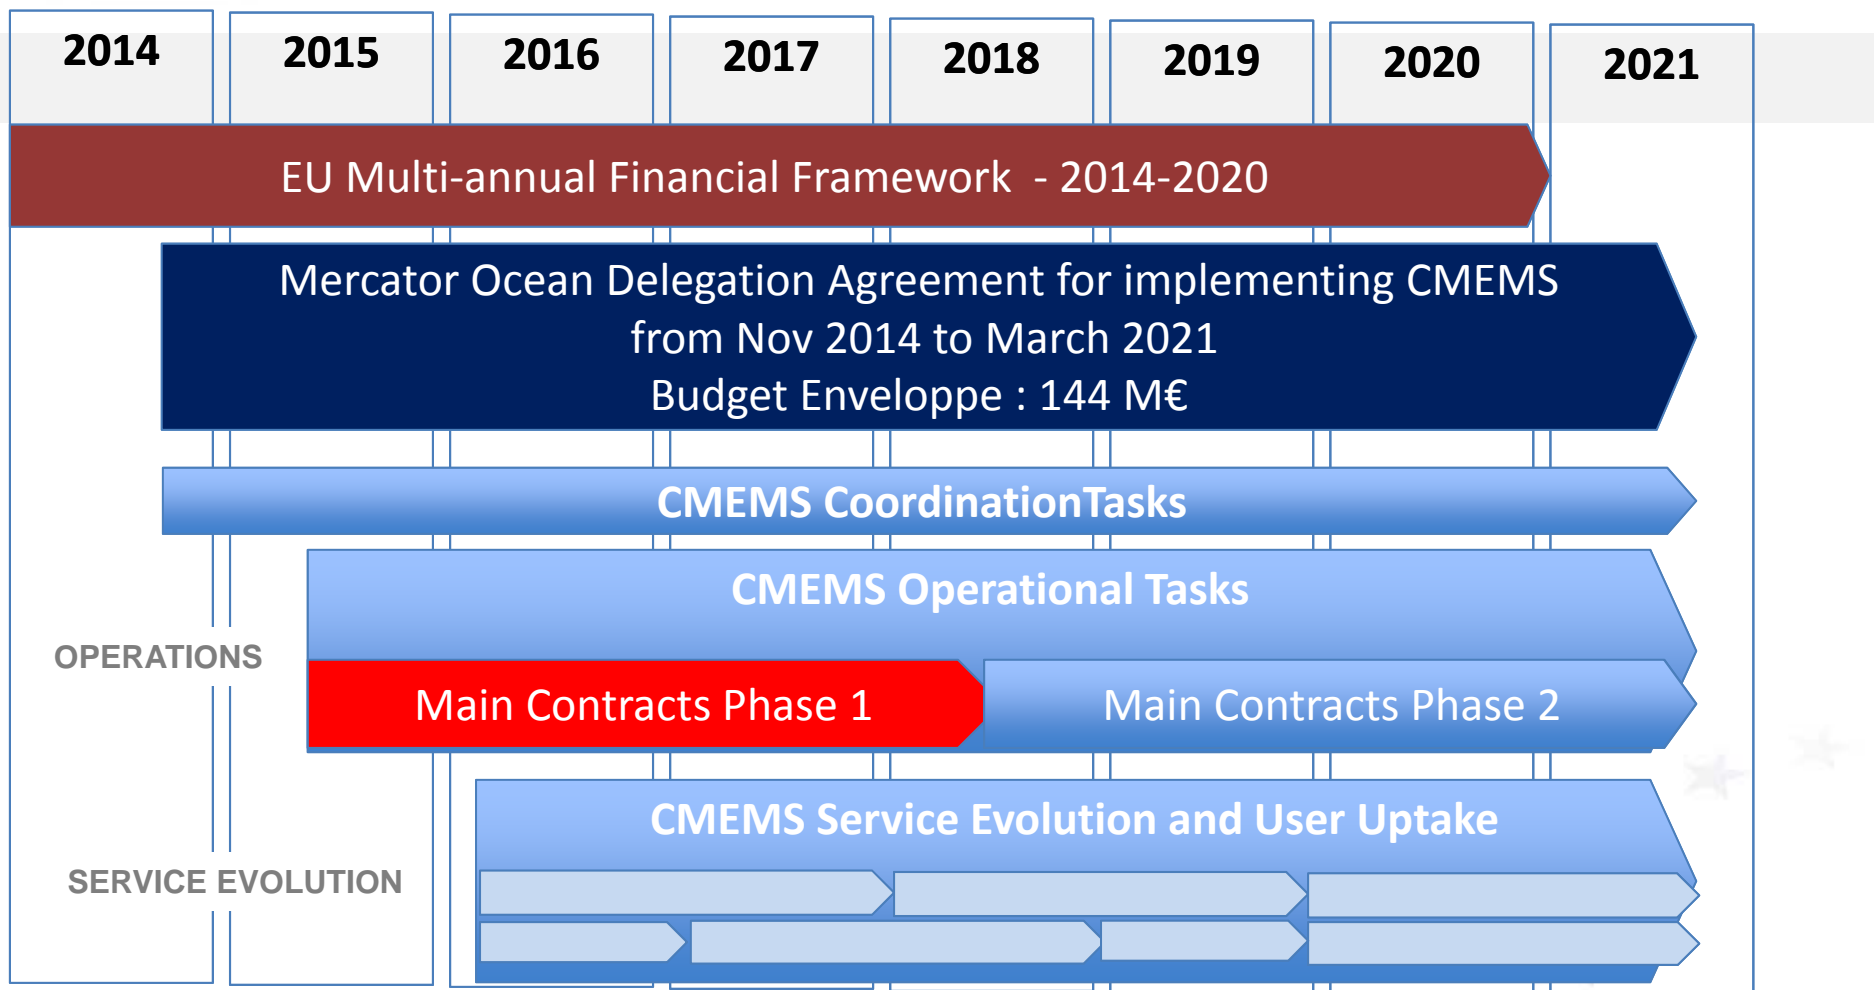 2014 2015 2016 2017 2018 2019 2020 2021
EU Multi-annual Financial Framework - 2014-2020
Mercator Ocean Delegation Agreement for implementing CMEMS
from Nov 2014 to March 2021
Budget Enveloppe : 144 M€
CMEMS CoordinationTasks
CMEMS Operational Tasks
OPERATIONS
Main Contracts Phase 1 Main Contracts Phase 2
CMEMS Service Evolution and User Uptake
SERVICE EVOLUTION